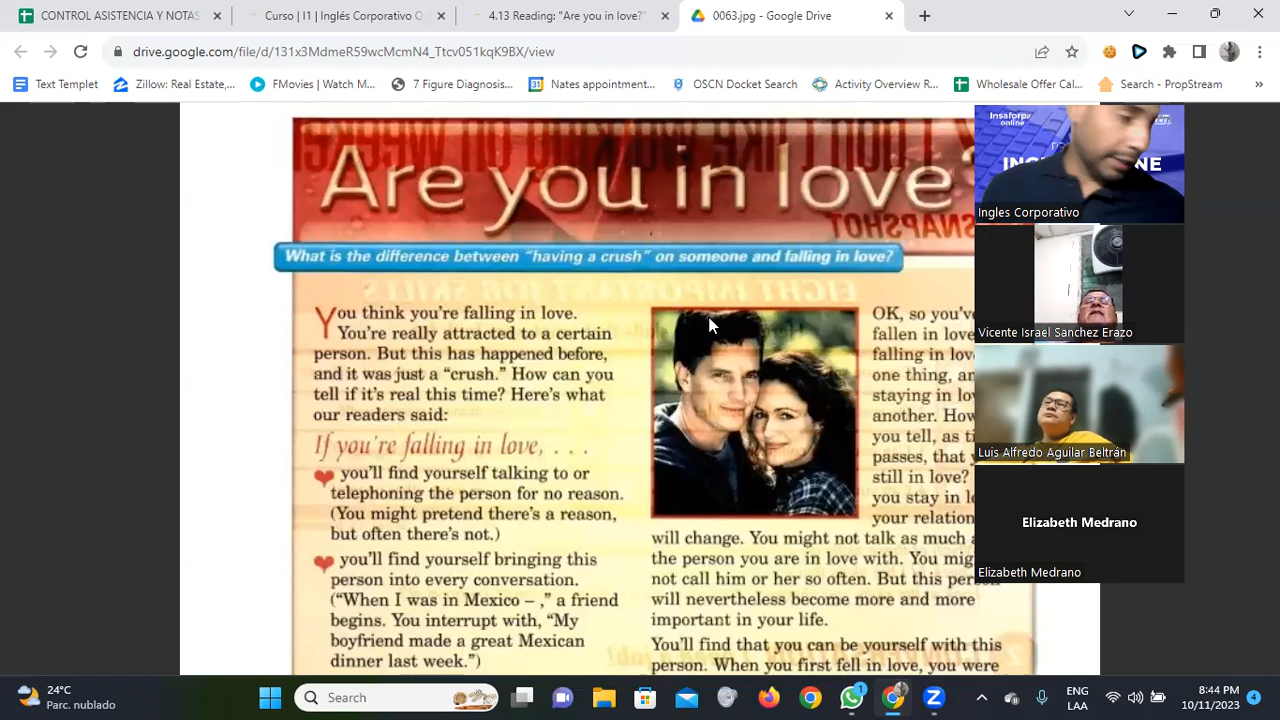 CONTROL ASISTENCIA Y NOTAS
Curso | I1 | Inglés Corporativo O
4.13 Reading: "Are you in love?"
0063.jpg - Google Drive
drive.google.com/file/d/131x3MdmeR59wcMcmN4_Ttcv051kqK9BX/view
Text Templet
Zillow: Real Estate,...
FMovies | Watch M...
7 Figure Diagnosis...
Nates appointment...
OSCN Docket Search
Activity Overview R...
Wholesale Offer Cal...
Search - PropStream
Are you in love
What is the difference between "having a crush" on someone and falling in love?
You think you're falling in love.
You're really attracted to a certain
person. But this has happened before,
and it was just a "crush." How can you
tell if it's real this time? Here's what
our readers said:
If you're falling in love, . . .
you'll find yourself talking to or
telephoning the person for no reason.
(You might pretend there's a reason,
but often there's not.)
you'll find yourself bringing this
person into every conversation.
("When I was in Mexico – ," a friend
begins. You interrupt with, "My
boyfriend made a great Mexican
dinner last week.")
OK, so you'v
fallen in love
falling in lov
one thing, an
staying in lo
another. How
you tell, as ti
passes, that
still in love?
you stay in l
your relation
will change. You might not talk as much
the person you are in love with. You mig
not call him or her so often. But this pers
will nevertheless become more and more
important in your life.
You'll find that you can be yourself with this
person. When you first fell in love, you were
Insaforp
online
Ingles Corporativo
Vicente Israel Sanchez Erazo
Luis Alfredo Aguilar Beltrán
Elizabeth Medrano
Elizabeth Medrano
24°C
Parc. nublado
Search
1
ENG
LAA
8:44 PM
10/11/2023
4